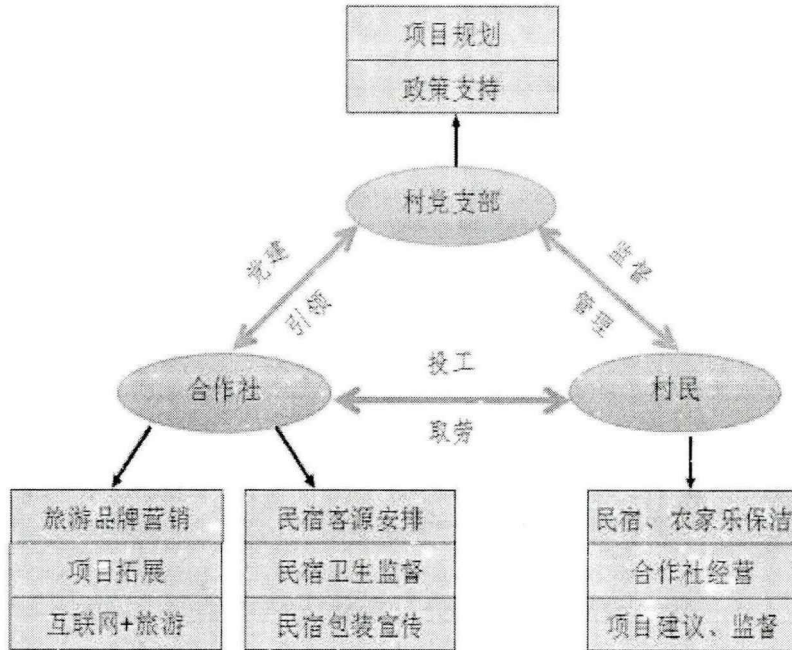 项目规划
政策支持
村党支部
党建
引领
监督
管理
合作社
投工
取劳
村民
旅游品牌营销
项目拓展
互联网+旅游
民宿客源安排
民宿卫生监督
民宿包装宣传
民宿、农家乐保洁
合作社经营
项目建议、监督